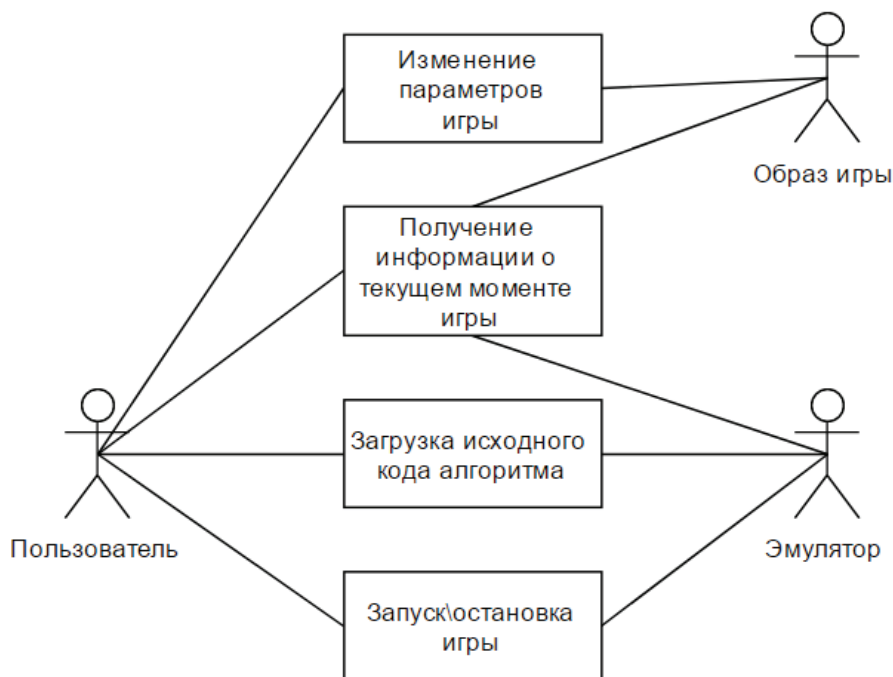 Изменение
параметров
игры
Образ игры
Получение
информации о
текущем моменте
игры
Загрузка исходного
кода алгоритма
Пользователь
Эмулятор
Запуск\остановка
игры